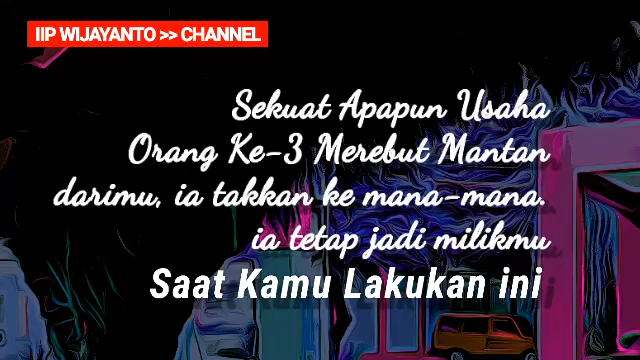 IIP WIJAYANTO >> CHANNEL
Sekuat Apapun Usaha
Orang Ke-3 Merebut Mantan
darimu, ia takkan ke mana-mana.
ia tetap jadi milikmu
Saat Kamu Lakukan ini